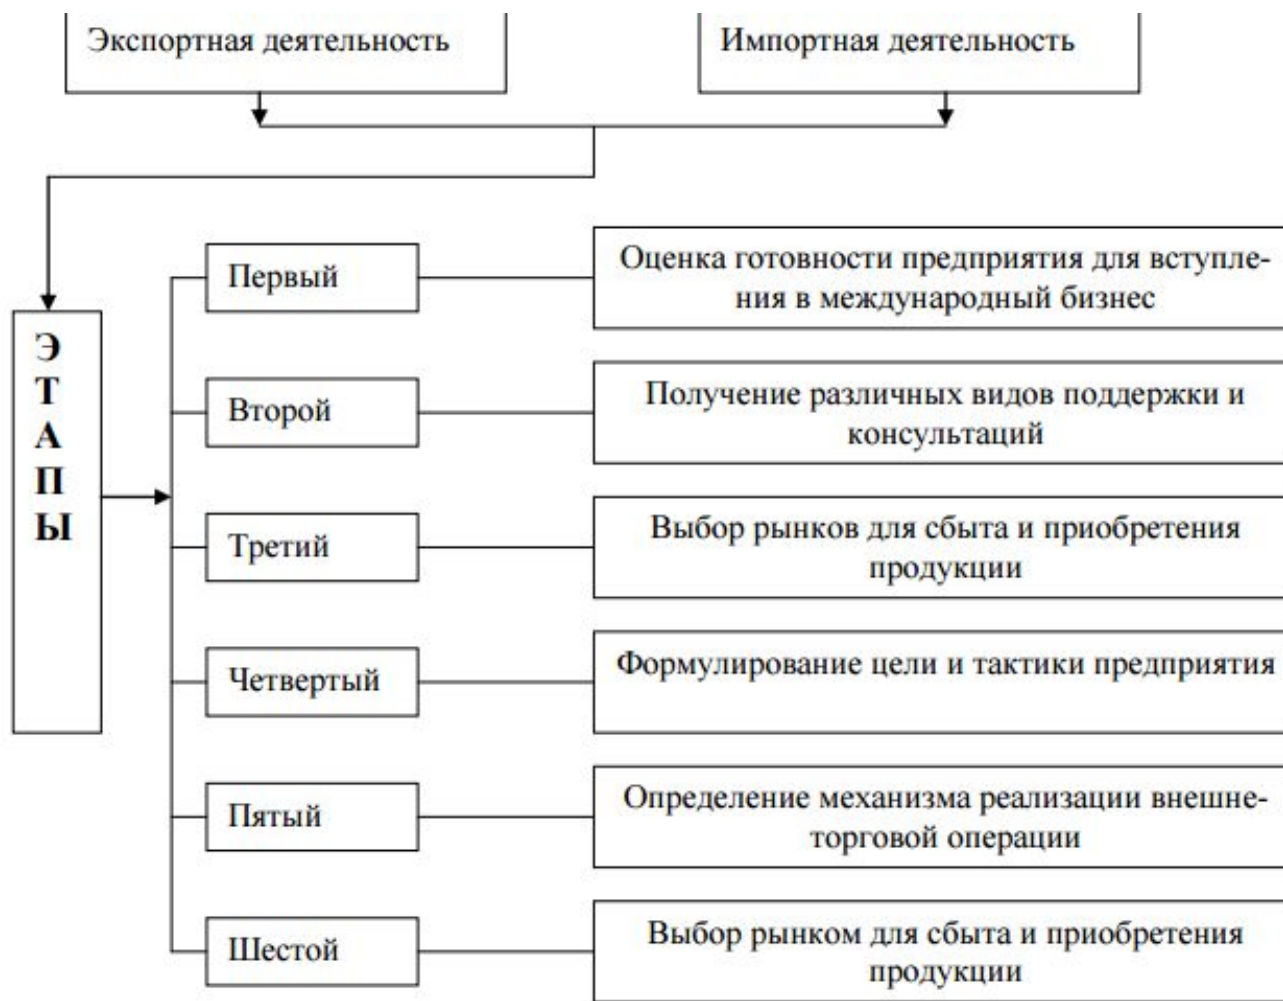 Экспортная деятельность
Импортная деятельность
ЭТАПЫ
Первый
Оценка готовности предприятия для вступле-
ния в международный бизнес
Второй
Получение различных видов поддержки и
консультаций
Третий
Выбор рынков для сбыта и приобретения
продукции
Четвертый
Формулирование цели и тактики предприятия
Пятый
Определение механизма реализации внешне-
торговой операции
Шестой
Выбор рынком для сбыта и приобретения
продукции